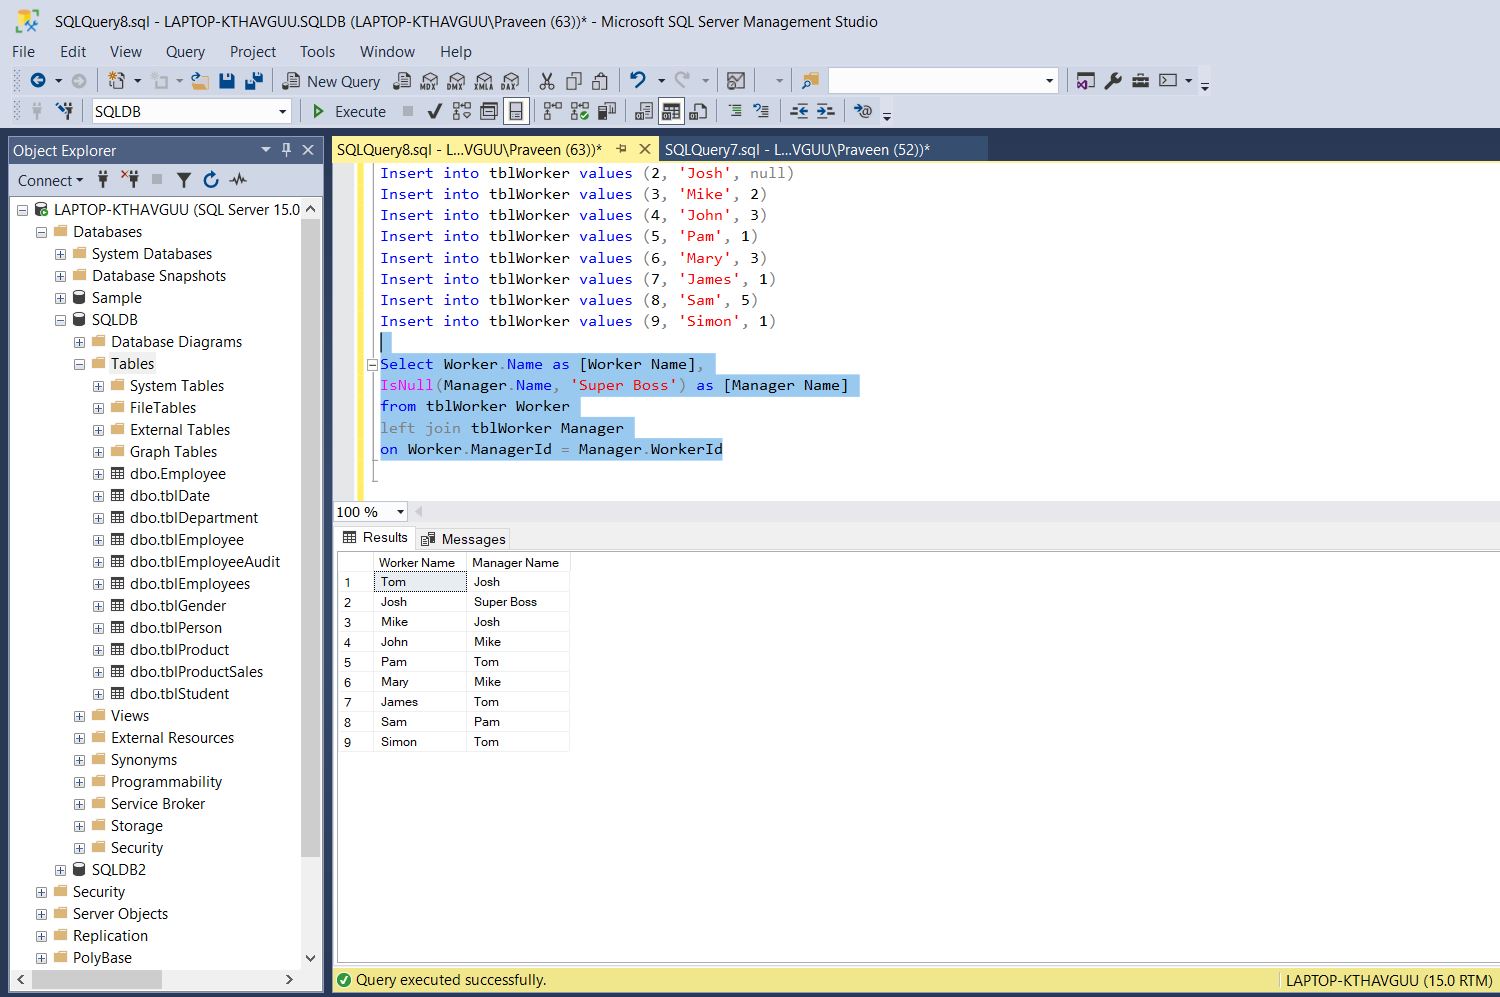 SQLQuery8.sql - LAPTOP-KTHAVGUU.SQLDB (LAPTOP-KTHAVGUU\Praveen (63))* - Microsoft SQL Server Management Studio
File Edit View Query Project Tools Window Help
New Query MDX DMX XMLA DAX
SQLDB Execute
Object Explorer
Connect
LAPTOP-KTHAVGUU (SQL Server 15.0
Databases
System Databases
Database Snapshots
Sample
SQLDB
Database Diagrams
Tables
System Tables
FileTables
External Tables
Graph Tables
dbo.Employee
dbo.tblDate
dbo.tblDepartment
dbo.tblEmployee
dbo.tblEmployeeAudit
dbo.tblEmployees
dbo.tblGender
dbo.tblPerson
dbo.tblProduct
dbo.tblProductSales
dbo.tblStudent
Views
External Resources
Synonyms
Programmability
Service Broker
Storage
Security
SQLDB2
Security
Server Objects
Replication
PolyBase
SQLQuery8.sql - L...VGUU\Praveen (63))* SQLQuery7.sql - L...VGUU\Praveen (52))*
Insert into tblWorker values (2, 'Josh', null)
Insert into tblWorker values (3, 'Mike', 2)
Insert into tblWorker values (4, 'John', 3)
Insert into tblWorker values (5, 'Pam', 1)
Insert into tblWorker values (6, 'Mary', 3)
Insert into tblWorker values (7, 'James', 1)
Insert into tblWorker values (8, 'Sam', 5)
Insert into tblWorker values (9, 'Simon', 1)
Select Worker.Name as [Worker Name],
IsNull(Manager.Name, 'Super Boss') as [Manager Name]
from tblWorker Worker
left join tblWorker Manager
on Worker.ManagerId = Manager.WorkerId
100 %
Results Messages
Worker Name Manager Name
1 Tom Josh
2 Josh Super Boss
3 Mike Josh
4 John Mike
5 Pam Tom
6 Mary Mike
7 James Tom
8 Sam Pam
9 Simon Tom
Query executed successfully. LAPTOP-KTHAVGUU (15.0 RTM)